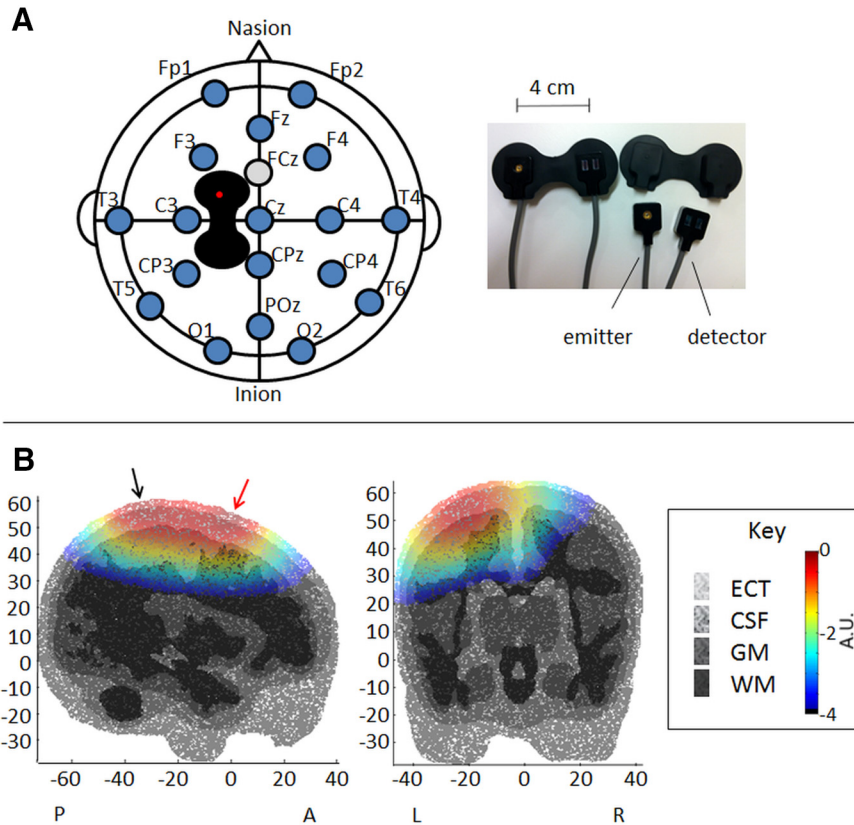 A
Nasion
Fp1
Fp2
Fz
F3
F4
FCz
T3
C3
Cz
C4
T4
CP3
CPz
CP4
T5
T6
POz
O1
O2
Inion
4 cm
emitter
detector
B
60
50
40
30
20
10
0
-10
-20
-30
-60 -40 -20 0 20 40
P A
60
50
40
30
20
10
0
-10
-20
-30
-40 -20 0 20 40
L R
Key
ECT
CSF
GM
WM
0
-2
-4
A.U.